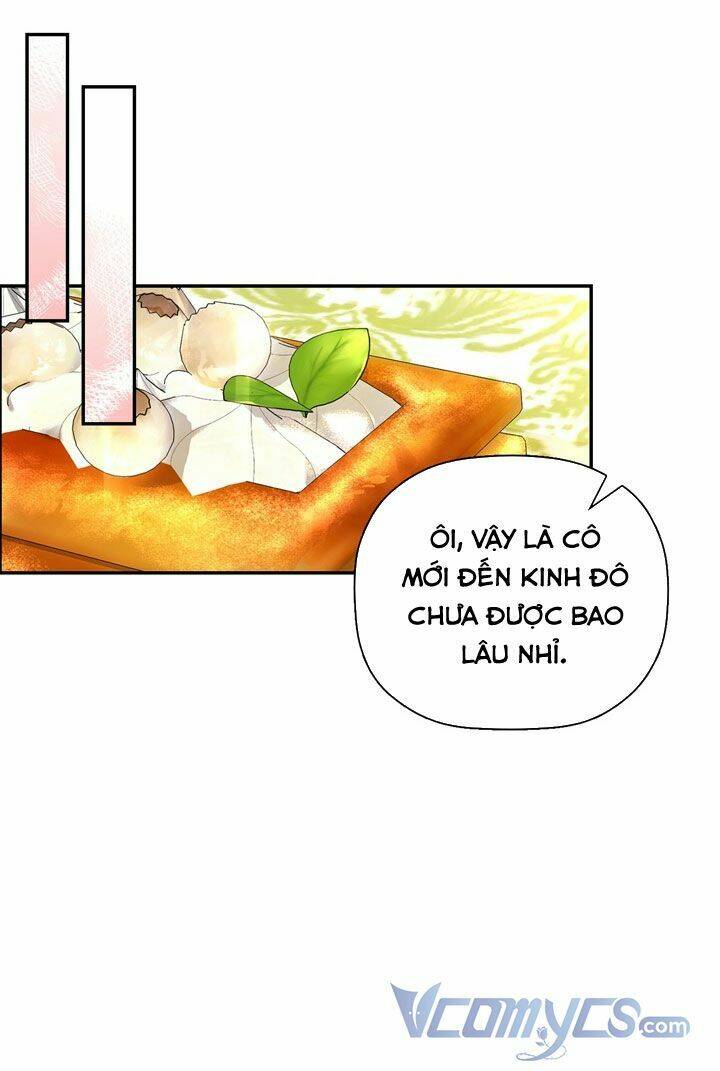 ÔI, VẬY LÀ CÔ
MỚI ĐẾN KINH ĐÔ
CHƯA ĐƯỢC BAO
LÂU NHỈ.
VCOMYCS.com